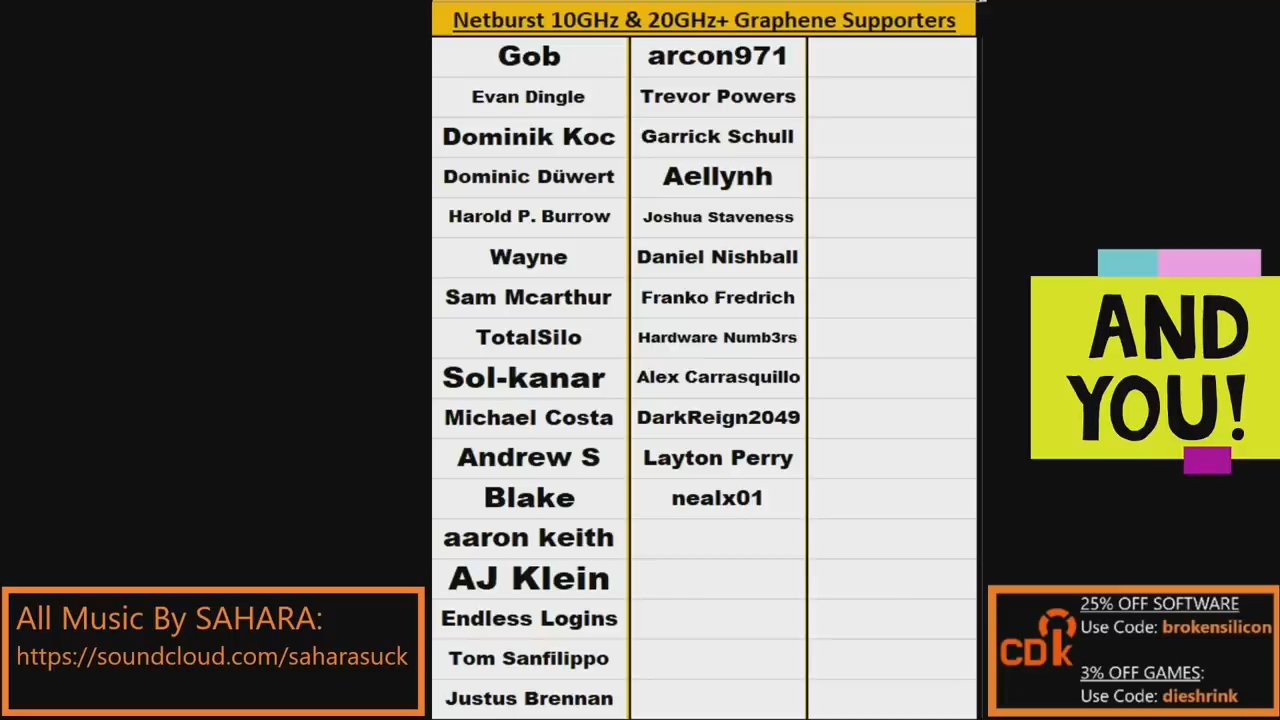 Netburst 10GHz & 20GHz+ Graphene Supporters
Gob
Evan Dingle
Dominik Koc
Dominic Düwert
Harold P. Burrow
Wayne
Sam Mcarthur
TotalSilo
Sol-kanar
Michael Costa
Andrew S
Blake
aaron keith
AJ Klein
Endless Logins
Tom Sanfilippo
Justus Brennan
arcon971
Trevor Powers
Garrick Schull
Aellynh
Joshua Staveness
Daniel Nishball
Franko Fredrich
Hardware Numb3rs
Alex Carrasquillo
DarkReign2049
Layton Perry
nealx01
AND
YOU!
All Music By SAHARA:
https://soundcloud.com/saharasuck
CDk
25% OFF SOFTWARE
Use Code: brokensilicon
3% OFF GAMES:
Use Code: dieshrink